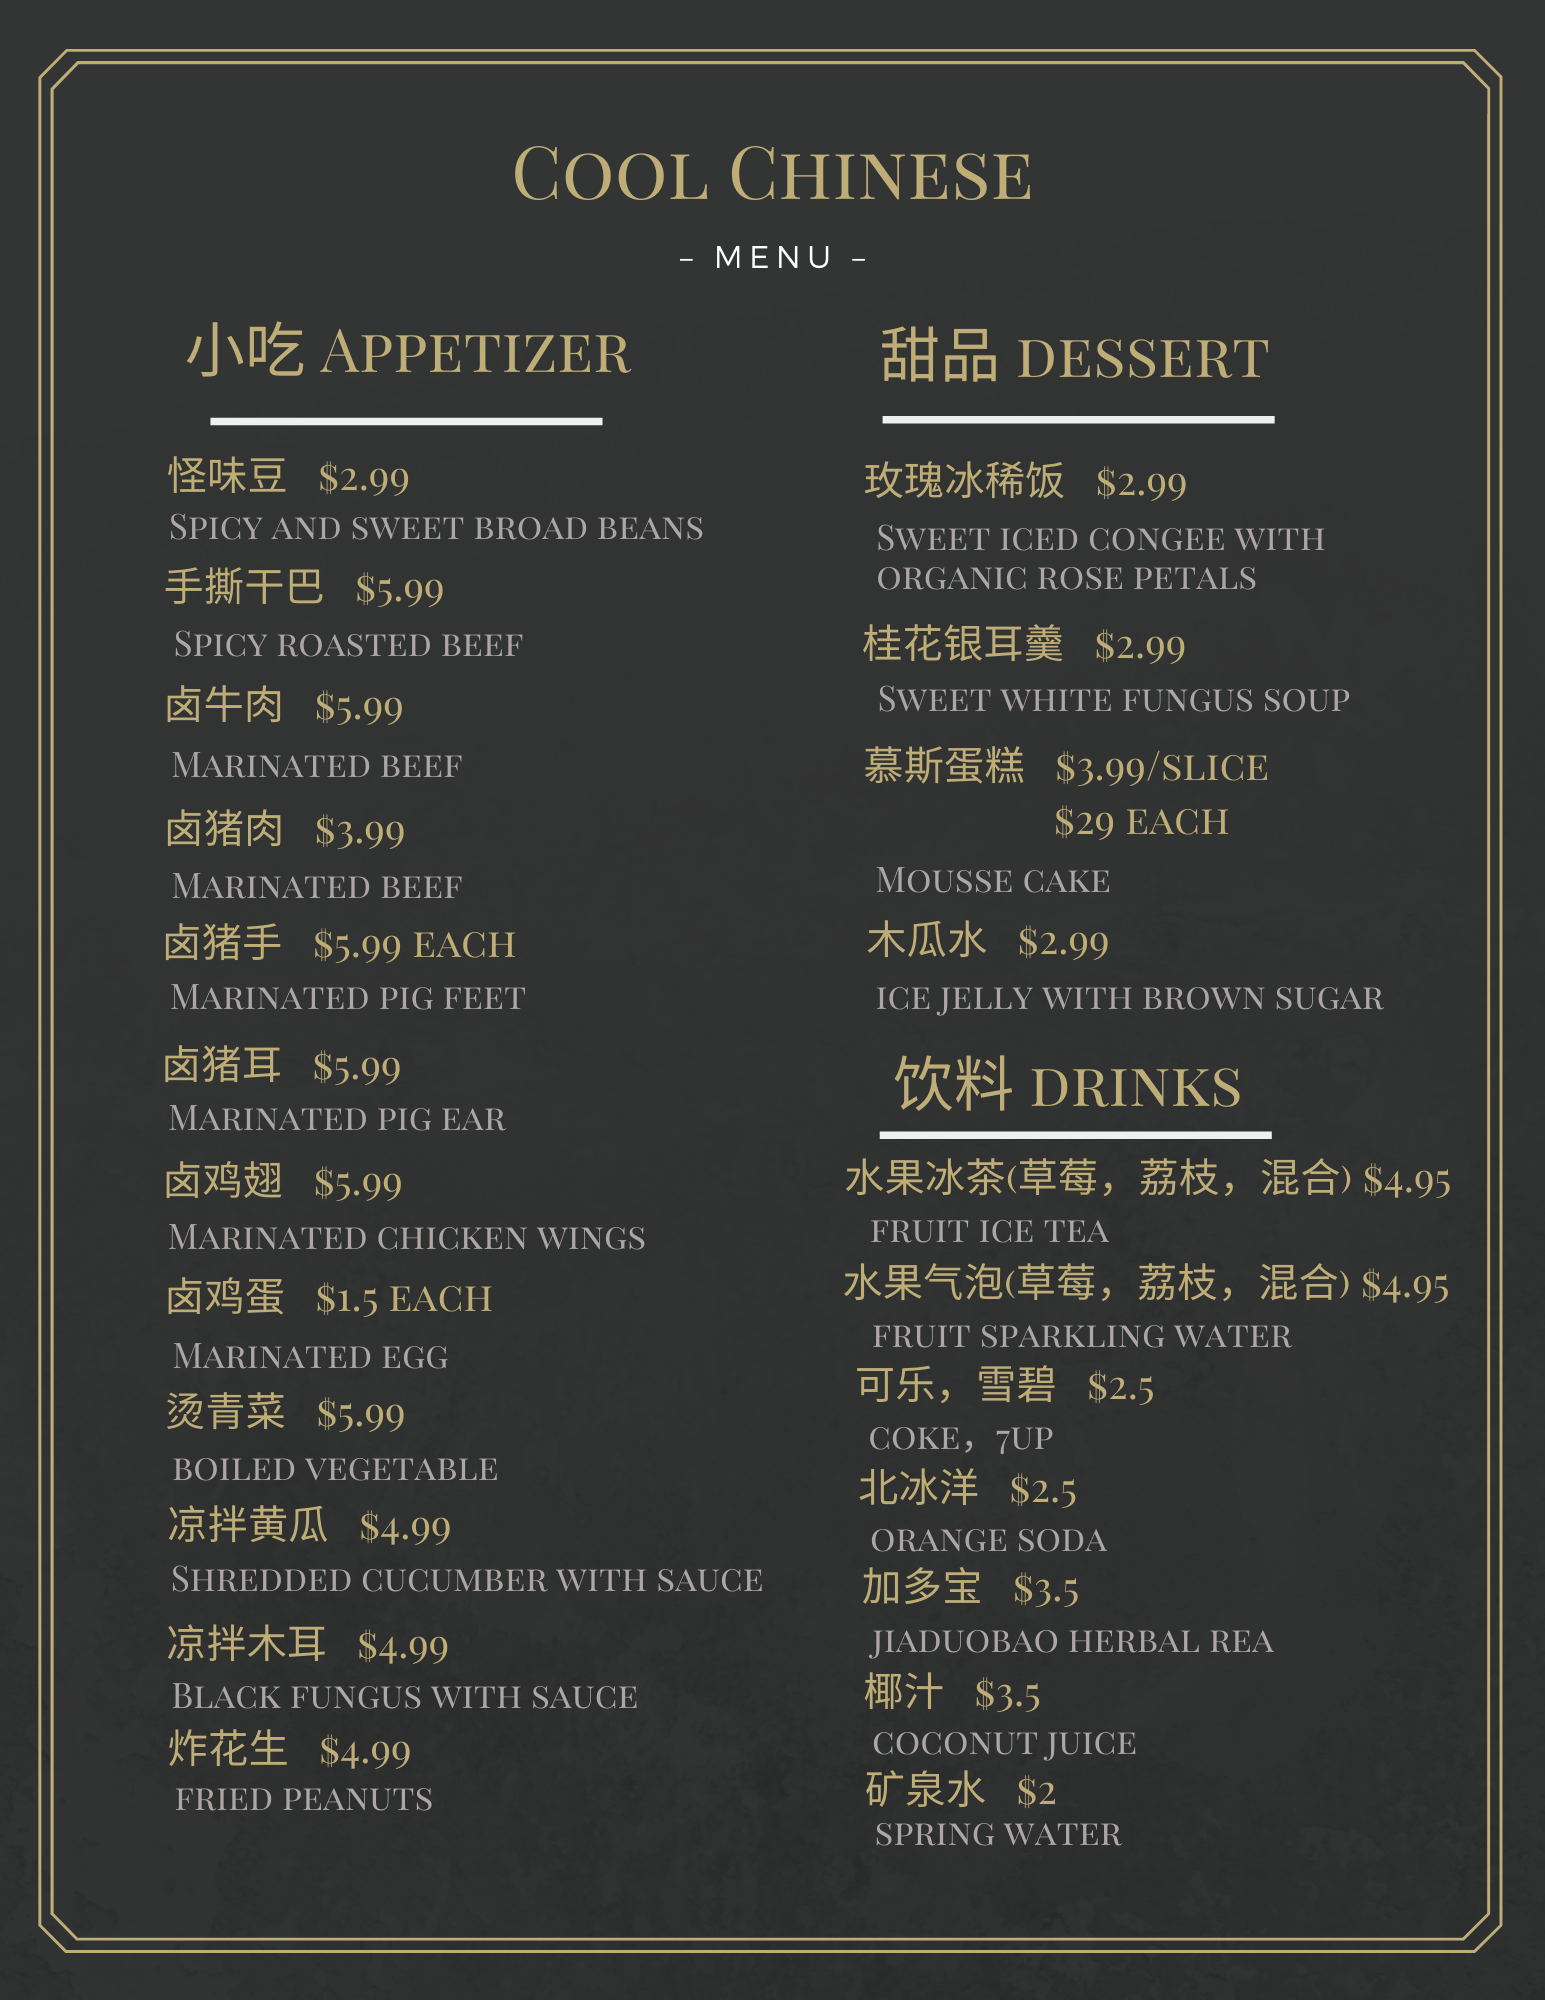 Cool Chinese
– MENU –
小吃 Appetizer
怪味豆 $2.99
Spicy and sweet broad beans
手撕干巴 $5.99
Spicy roasted beef
卤牛肉 $5.99
Marinated beef
卤猪肉 $3.99
Marinated beef
卤猪手 $5.99 each
Marinated pig feet
卤猪耳 $5.99
Marinated pig ear
卤鸡翅 $5.99
Marinated chicken wings
卤鸡蛋 $1.5 each
Marinated egg
烫青菜 $5.99
boiled vegetable
凉拌黄瓜 $4.99
Shredded cucumber with sauce
凉拌木耳 $4.99
Black fungus with sauce
炸花生 $4.99
fried peanuts
甜品 dessert
玫瑰冰稀饭 $2.99
Sweet iced congee with
organic rose petals
桂花银耳羹 $2.99
Sweet white fungus soup
慕斯蛋糕 $3.99/slice
$29 each
Mousse cake
木瓜水 $2.99
ice jelly with brown sugar
饮料 drinks
水果冰茶(草莓，荔枝，混合) $4.95
fruit ice tea
水果气泡(草莓，荔枝，混合) $4.95
fruit sparkling water
可乐，雪碧 $2.5
coke，7up
北冰洋 $2.5
orange soda
加多宝 $3.5
jiaduobao herbal rea
椰汁 $3.5
coconut juice
矿泉水 $2
spring water